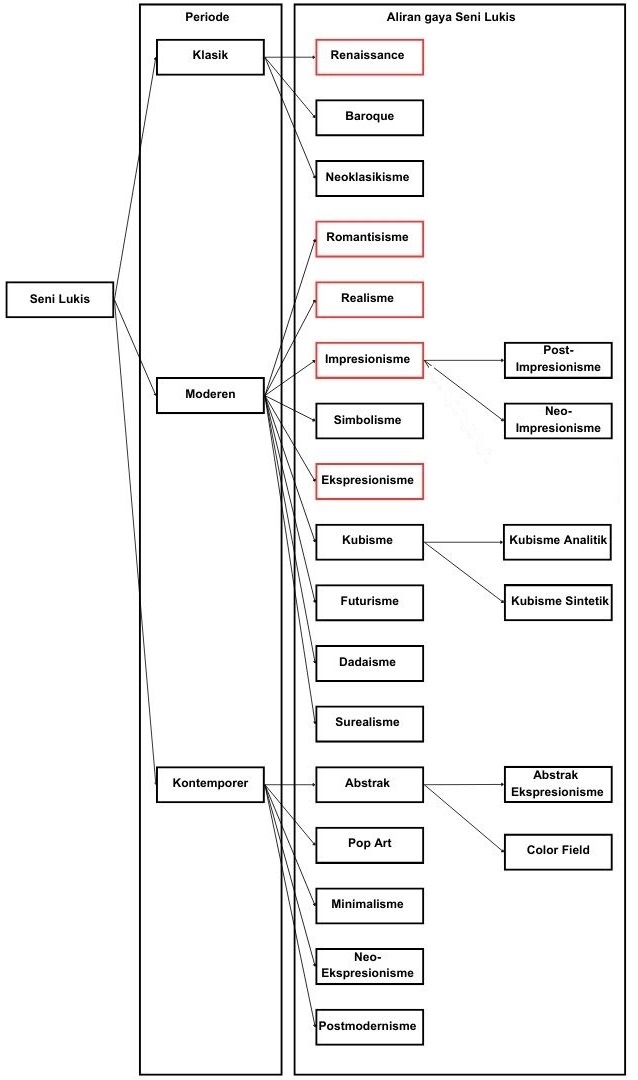 Periode
Aliran gaya Seni Lukis
Klasik
Renaissance
Baroque
Neoklasikisme
Romantisisme
Seni Lukis
Realisme
Impresionisme
Post-
Impresionisme
Moderen
Simbolisme
Neo-
Impresionisme
Ekspresionisme
Kubisme
Kubisme Analitik
Futurisme
Kubisme Sintetik
Dadaisme
Surealisme
Kontemporer
Abstrak
Abstrak
Ekspresionisme
Pop Art
Color Field
Minimalisme
Neo-
Ekspresionisme
Postmodernisme